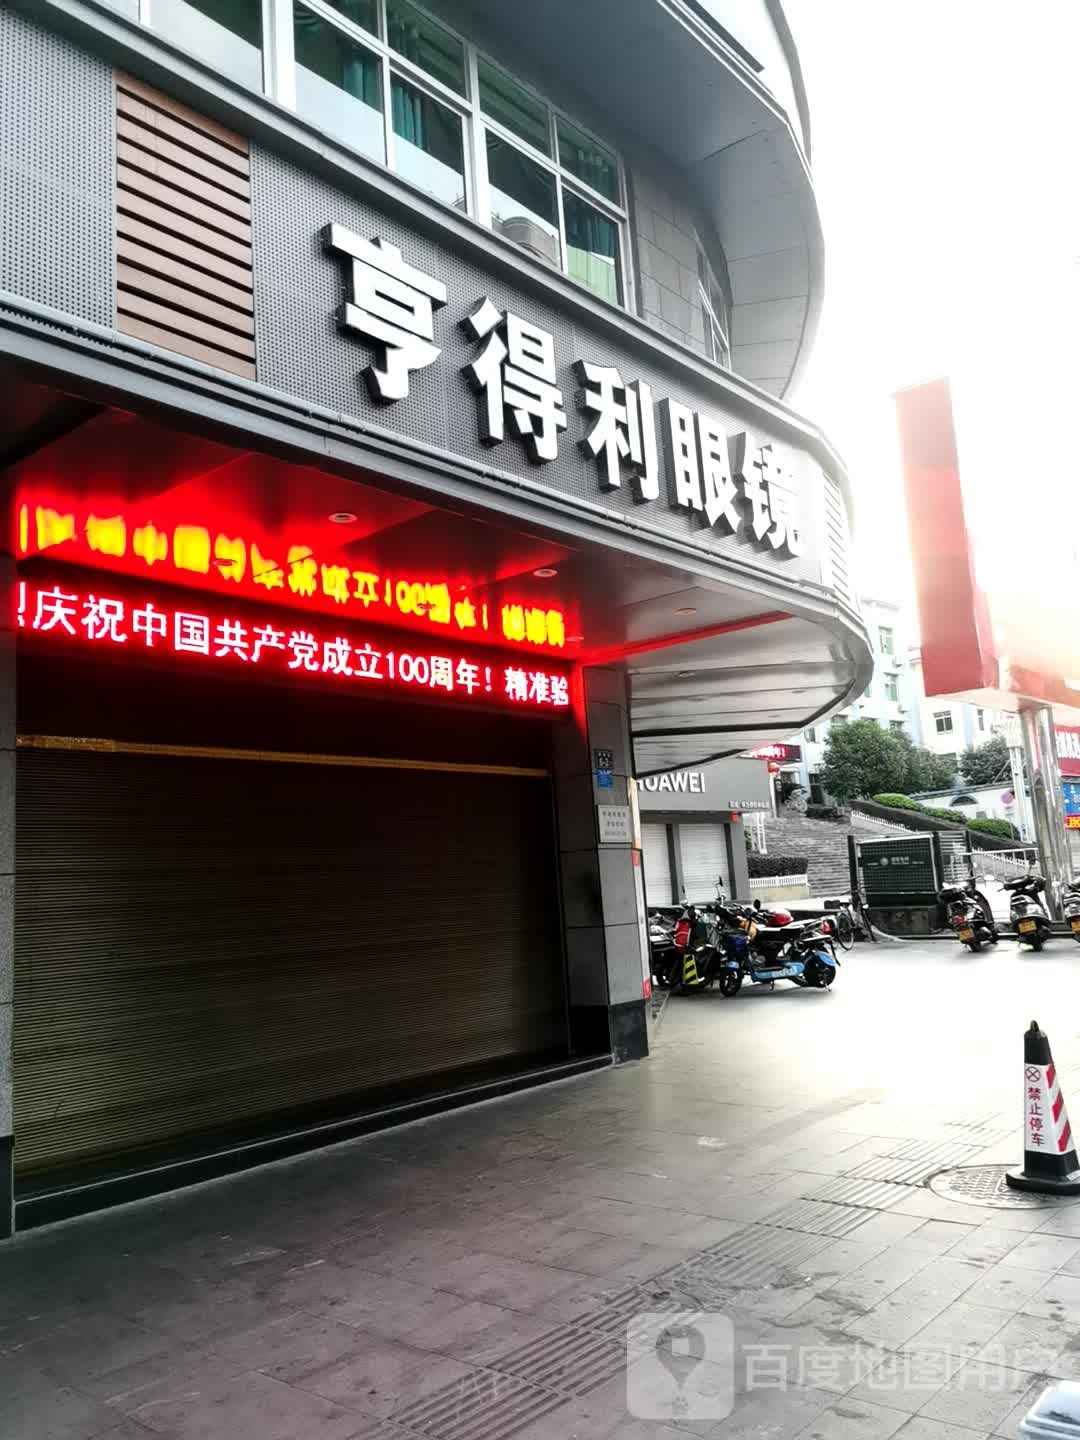 亨得利眼镜
庆祝中国共产党成立100周年！精准验
HUAWEI
禁止停车
百度地图用户